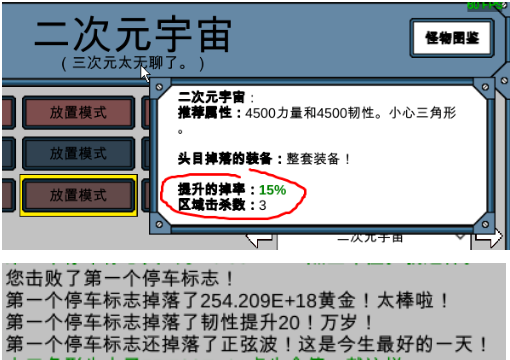 二次元宇宙
(三次元太无聊了。)
怪物图鉴
二次元宇宙：
推荐属性：4500力量和4500韧性。小心三角形
。
头目掉落的装备：整套装备！
提升的掉率：15%
区域击杀数：3
放置模式
放置模式
放置模式
二次元宇宙
您击败了第一个停车标志！
第一个停车标志掉落了254.209E+18黄金！太棒啦！
第一个停车标志掉落了韧性提升20！万岁！
第一个停车标志还掉落了正弦波！这是今生最好的一天！